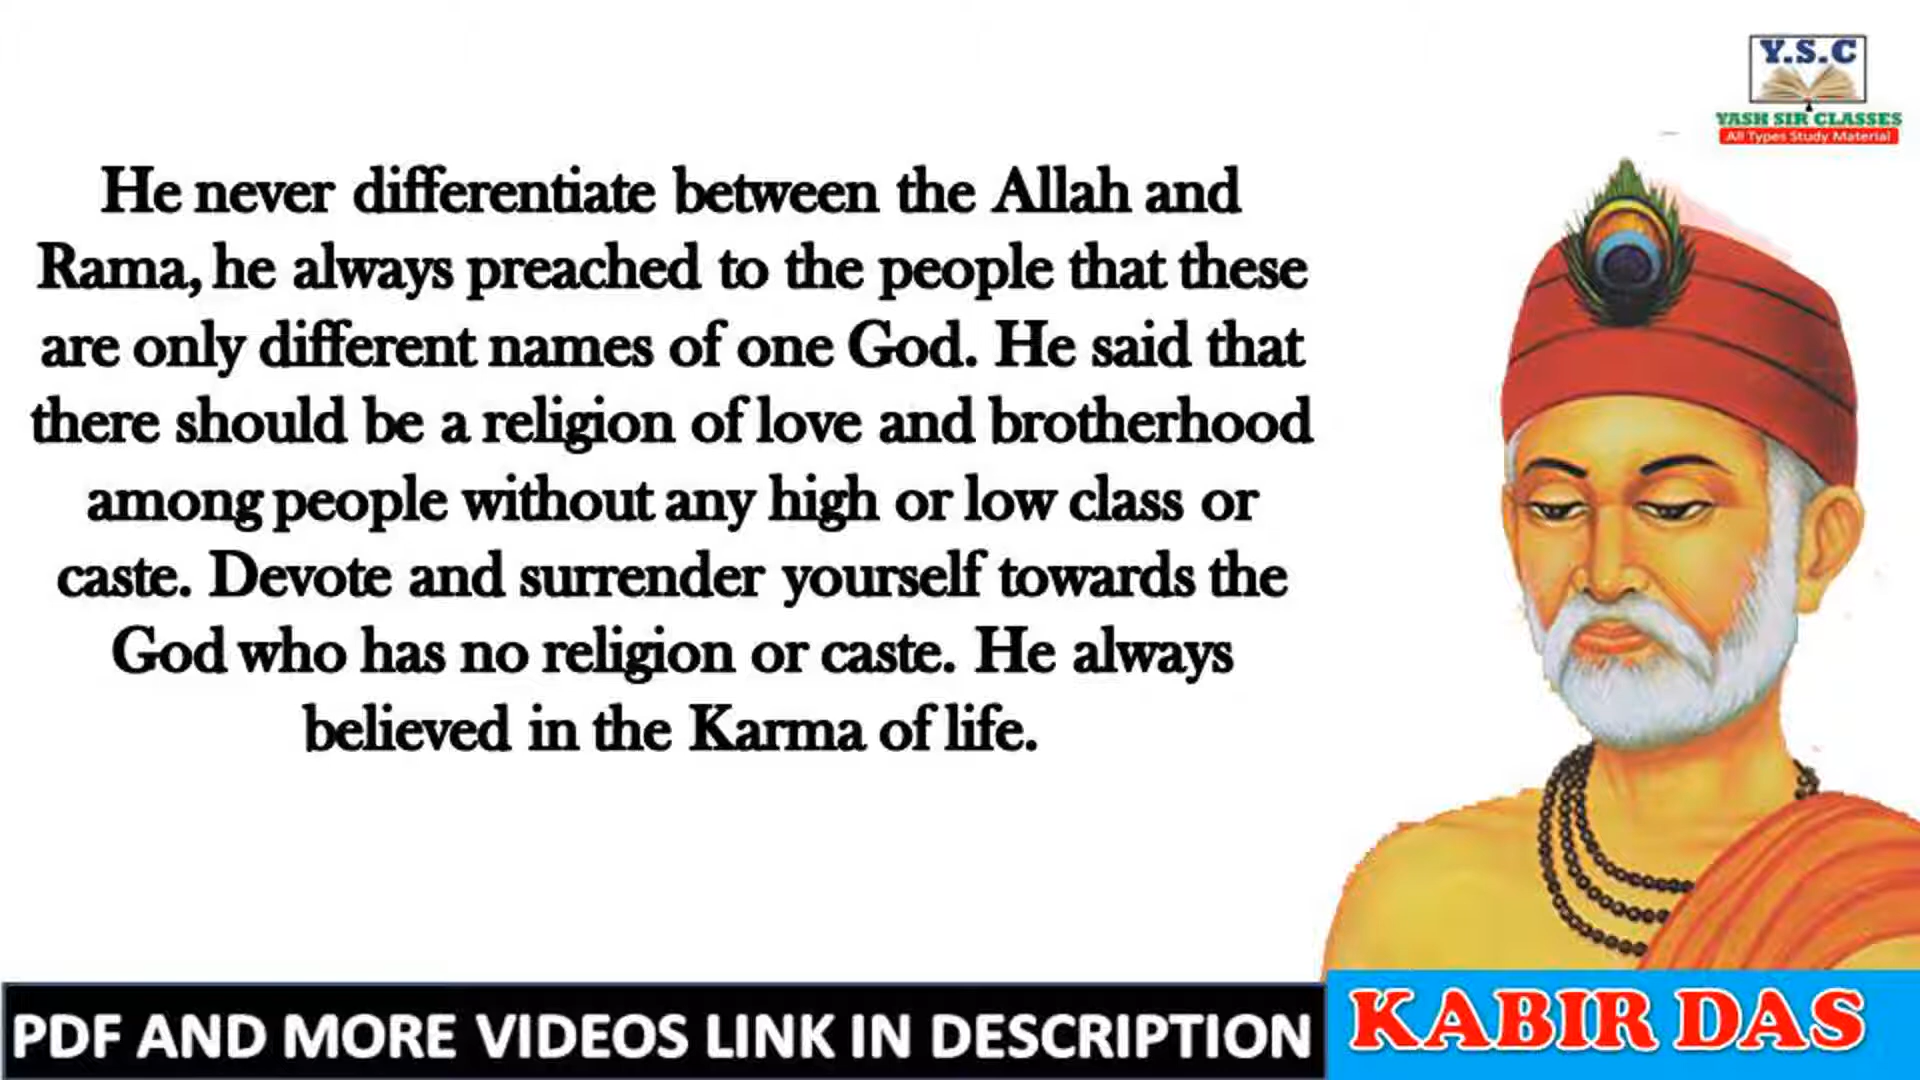 Y.S.C
YASH SIR CLASSES
All Types Study Material
He never differentiate between the Allah and
Rama, he always preached to the people that these
are only different names of one God. He said that
there should be a religion of love and brotherhood
among people without any high or low class or
caste. Devote and surrender yourself towards the
God who has no religion or caste. He always
believed in the Karma of life.
PDF AND MORE VIDEOS LINK IN DESCRIPTION
KABIR DAS